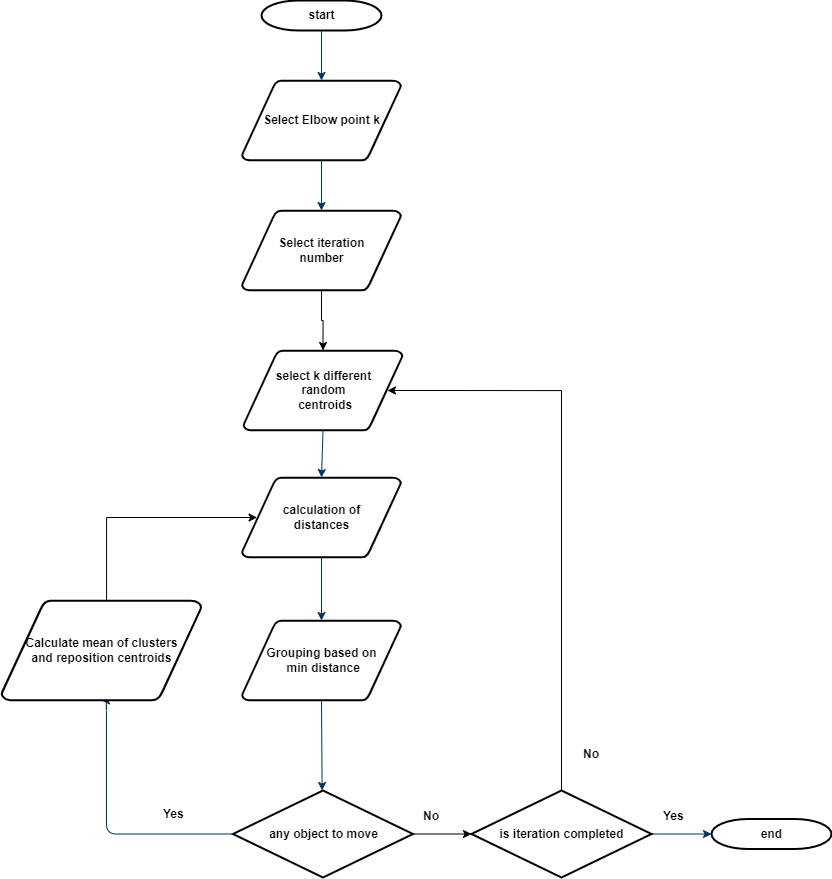 start
Select Elbow point k
Select iteration
number
select k different
random
centroids
calculation of
distances
Calculate mean of clusters
and reposition centroids
Grouping based on
min distance
No
Yes
No
Yes
any object to move
is iteration completed
end